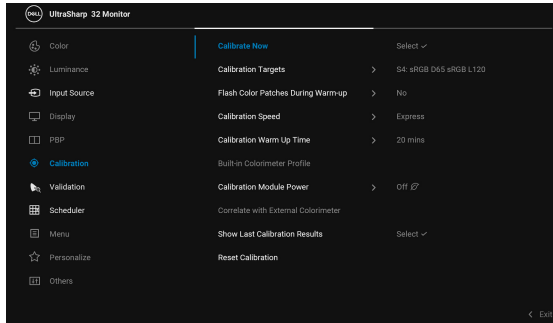 DELL UltraSharp 32 Monitor
Color
Luminance
Input Source
Display
PBP
Calibration
Validation
Scheduler
Menu
Personalize
Others
Calibrate Now Select
Calibration Targets S4: sRGB D65 sRGB L120
Flash Color Patches During Warm-up No
Calibration Speed Express
Calibration Warm Up Time 20 mins
Built-in Colorimeter Profile
Calibration Module Power Off
Correlate with External Colorimeter
Show Last Calibration Results Select
Reset Calibration
Exit